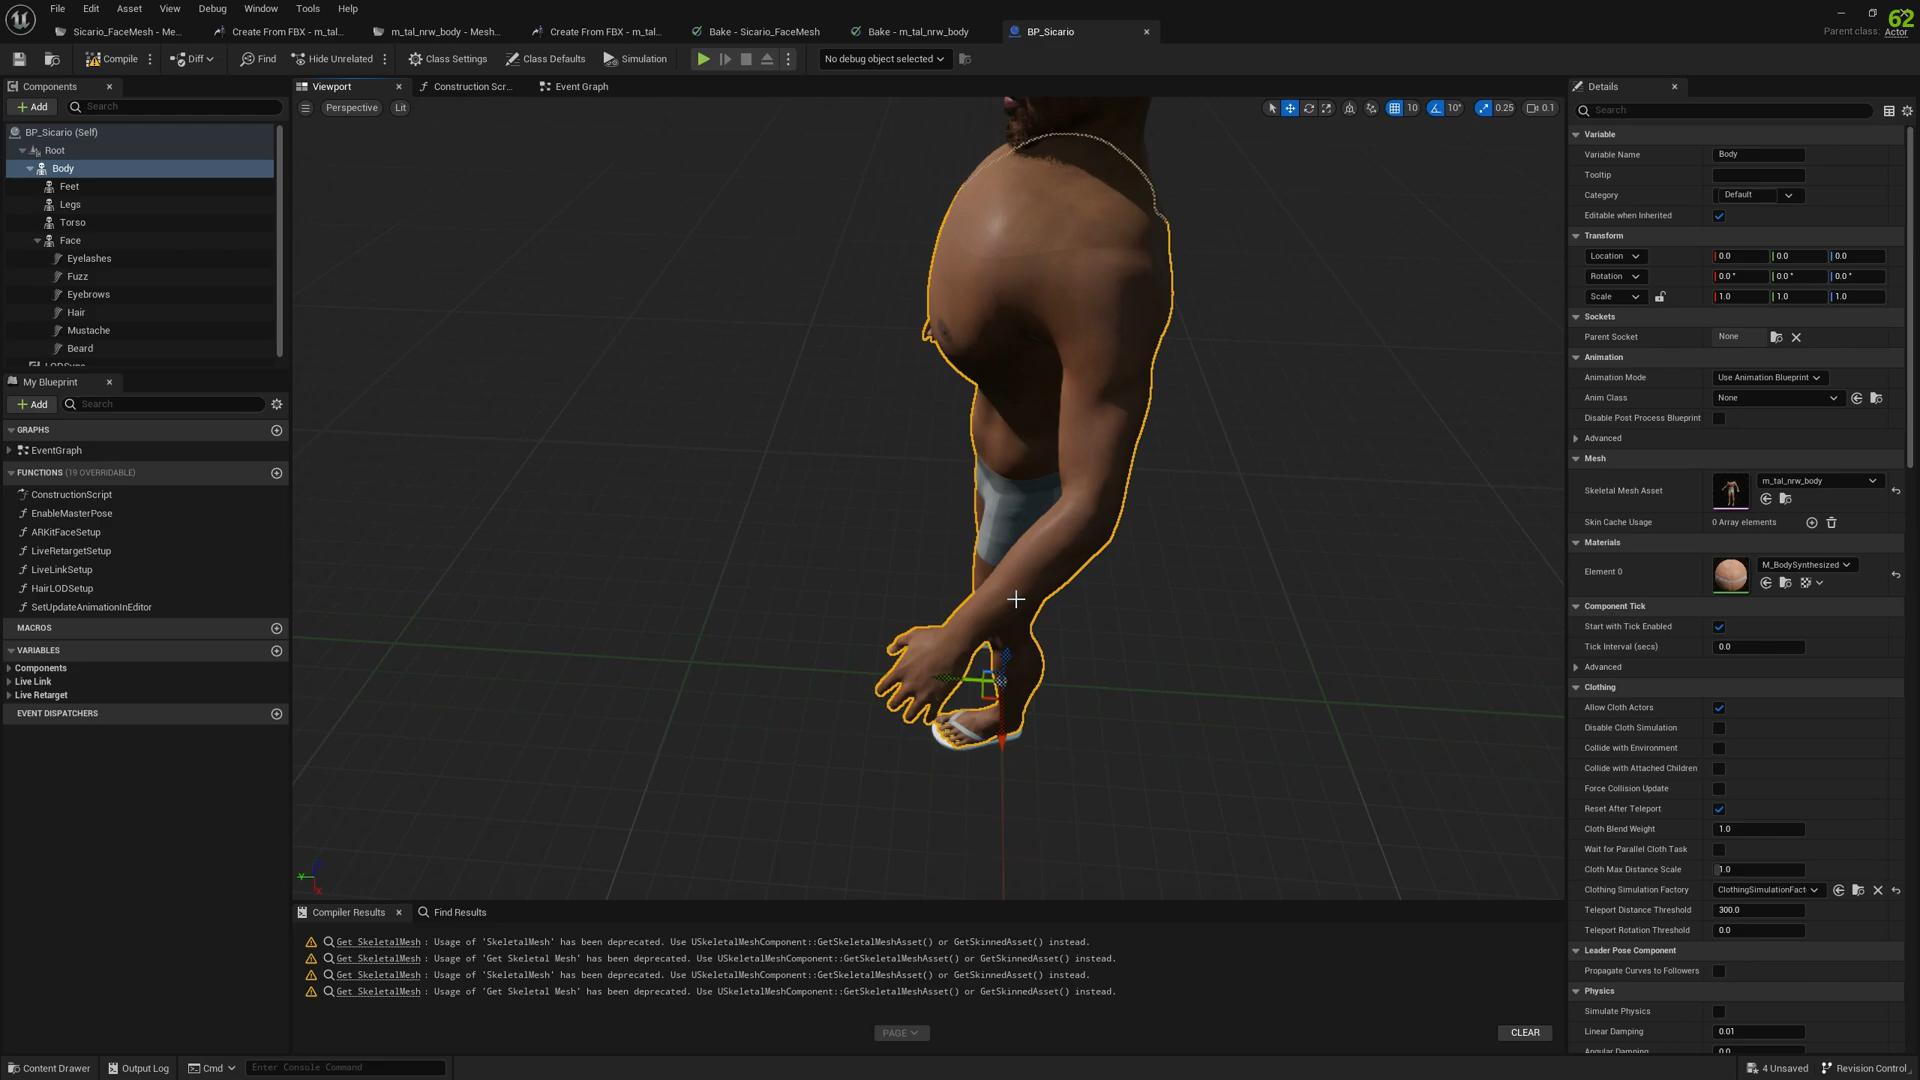 File Edit Asset View Debug Window Tools Help
62
Sicario_FaceMesh - Me...
Create From FBX - m_tal...
m_tal_nrw_body - Mesh...
Create From FBX - m_tal...
Bake - Sicario_FaceMesh
Bake - m_tal_nrw_body
BP_Sicario
Parent class: Actor
Compile Diff Find Hide Unrelated Class Settings Class Defaults Simulation No debug object selected
Components
Add Search
BP_Sicario (Self)
Root
Body
Feet
Legs
Torso
Face
Eyelashes
Fuzz
Eyebrows
Hair
Mustache
Beard
My Blueprint
Add Search
GRAPHS
EventGraph
FUNCTIONS (19 OVERRIDABLE)
ConstructionScript
EnableMasterPose
ARKitFaceSetup
LiveRetargetSetup
LiveLinkSetup
HairLODSetup
SetUpdateAnimationInEditor
MACROS
VARIABLES
Components
Live Link
Live Retarget
EVENT DISPATCHERS
Viewport Construction Scr... Event Graph
Perspective Lit 10 10° 0.25 0.1
Y X
Compiler Results Find Results
Get SkeletalMesh : Usage of 'SkeletalMesh' has been deprecated. Use USkeletalMeshComponent::GetSkeletalMeshAsset() or GetSkinnedAsset() instead.
Get SkeletalMesh : Usage of 'Get Skeletal Mesh' has been deprecated. Use USkeletalMeshComponent::GetSkeletalMeshAsset() or GetSkinnedAsset() instead.
Get SkeletalMesh : Usage of 'SkeletalMesh' has been deprecated. Use USkeletalMeshComponent::GetSkeletalMeshAsset() or GetSkinnedAsset() instead.
Get SkeletalMesh : Usage of 'Get Skeletal Mesh' has been deprecated. Use USkeletalMeshComponent::GetSkeletalMeshAsset() or GetSkinnedAsset() instead.
PAGE
CLEAR
Details
Search
Variable
Variable Name Body
Tooltip
Category Default
Editable when Inherited
Transform
Location 0.0 0.0 0.0
Rotation 0.0 ° 0.0 ° 0.0 °
Scale 1.0 1.0 1.0
Sockets
Parent Socket None
Animation
Animation Mode Use Animation Blueprint
Anim Class None
Disable Post Process Blueprint
Advanced
Mesh
Skeletal Mesh Asset m_tal_nrw_body
Skin Cache Usage 0 Array elements
Materials
Element 0 M_BodySynthesized
Component Tick
Start with Tick Enabled
Tick Interval (secs) 0.0
Advanced
Clothing
Allow Cloth Actors
Disable Cloth Simulation
Collide with Environment
Collide with Attached Children
Force Collision Update
Reset After Teleport
Cloth Blend Weight 1.0
Wait for Parallel Cloth Task
Cloth Max Distance Scale 1.0
Clothing Simulation Factory ClothingSimulationFact
Teleport Distance Threshold 300.0
Teleport Rotation Threshold 0.0
Leader Pose Component
Propagate Curves to Followers
Physics
Simulate Physics
Linear Damping 0.01
Angular Damping 0.0
Content Drawer Output Log Cmd Enter Console Command 4 Unsaved Revision Control